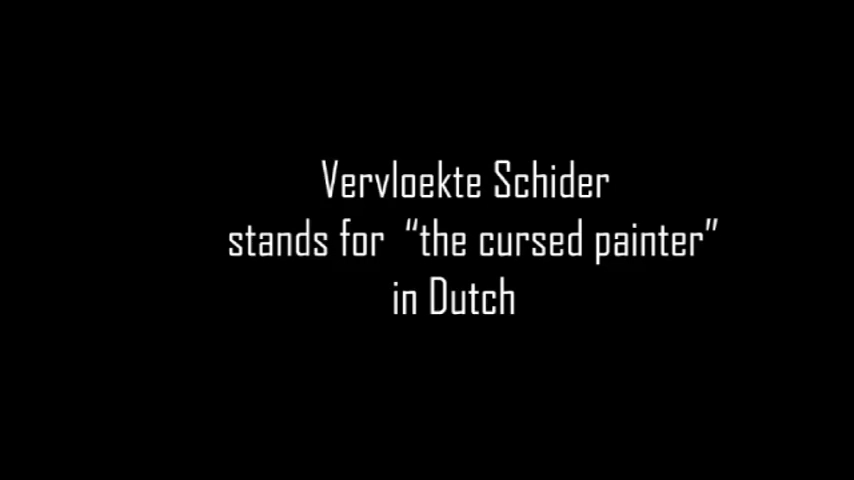 Vervloekte Schider
stands for “the cursed painter”
in Dutch